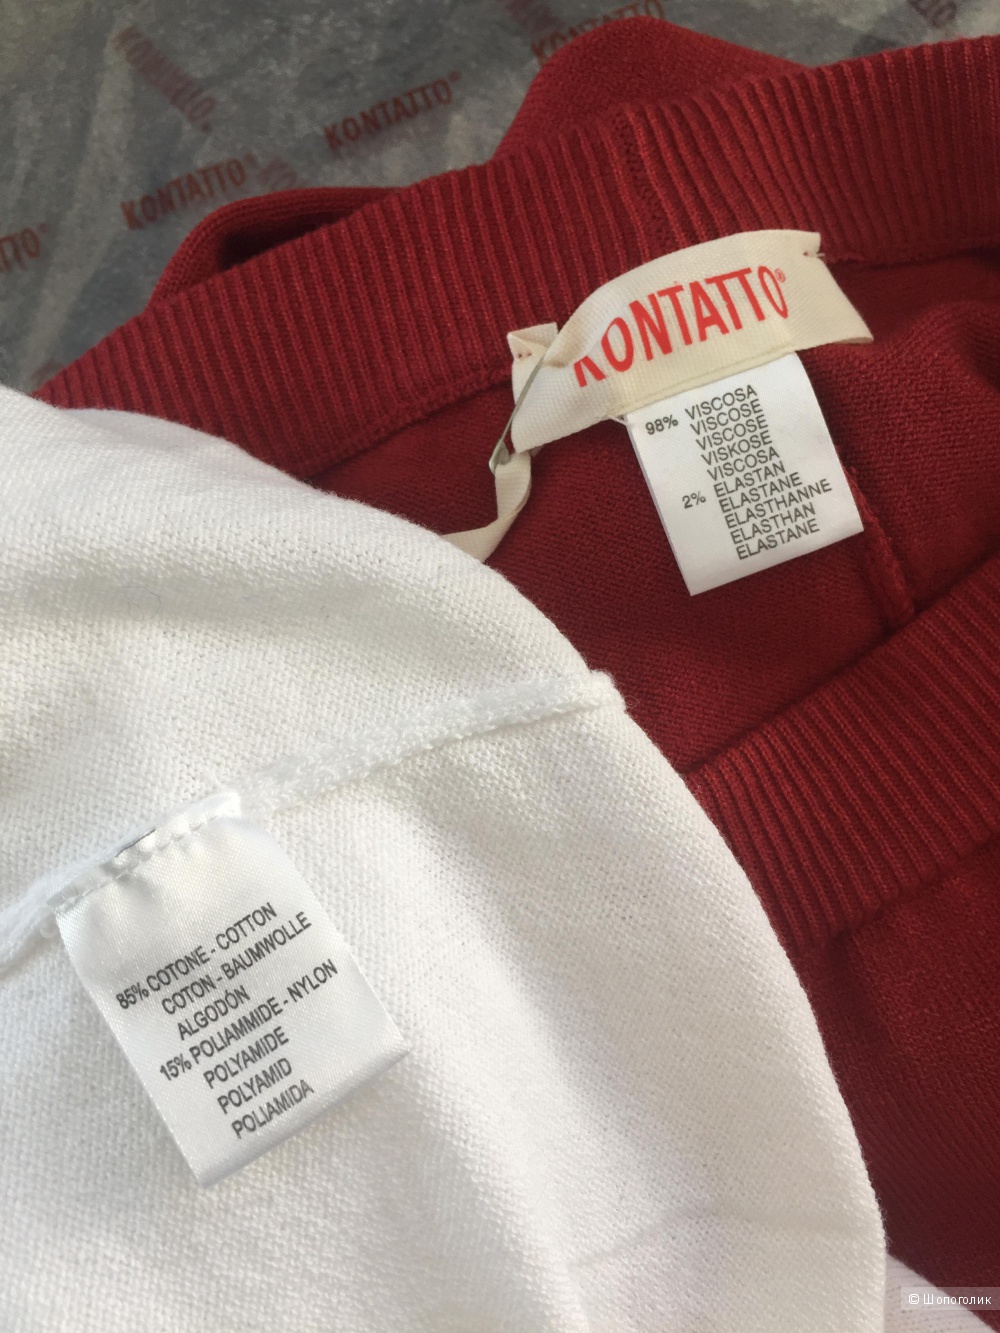 KONTATTO
KONTATTO®
KONTATTO®
KONTATTO®
98% VISCOSA
VISCOSE
VISCOSE
VISKOSE
VISCOSA
2% ELASTAN
ELASTANE
ELASTHANNE
ELASTHAN
ELASTANE
85% COTONE - COTTON
COTON - BAUMWOLLE
ALGODÓN
15% POLIAMMIDE - NYLON
POLYAMIDE
POLYAMID
POLIAMIDA
© Шопоголик